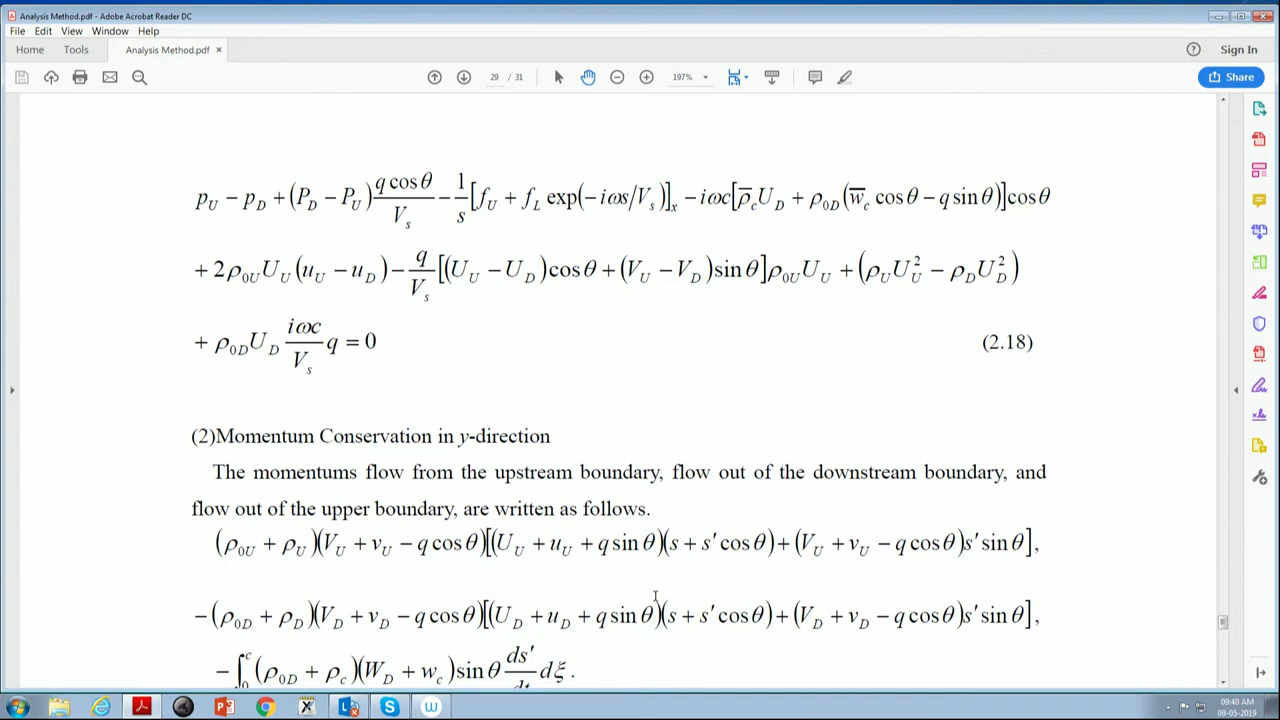 Analysis Method.pdf - Adobe Acrobat Reader DC
File Edit View Window Help
Home Tools Analysis Method.pdf × Sign In
29 / 31 197% Share
p_U − p_D + (P_D − P_U) q cos θ / V_s − 1/s [f_U + f_L exp(−iωs/V_s)]_x − iωc[ρ̄_c U_D + ρ_0D (w̄_c cos θ − q sin θ)] cos θ
+ 2ρ_0U U_U (u_U − u_D) − q/V_s [(U_U − U_D) cos θ + (V_U − V_D) sin θ] ρ_0U U_U + (ρ_U U_U^2 − ρ_D U_D^2)
+ ρ_0D U_D iωc/V_s q = 0 (2.18)
(2)Momentum Conservation in y-direction
The momentums flow from the upstream boundary, flow out of the downstream boundary, and
flow out of the upper boundary, are written as follows.
(ρ_0U + ρ_U)(V_U + v_U − q cos θ)[(U_U + u_U + q sin θ)(s + s′ cos θ) + (V_U + v_U − q cos θ)s′ sin θ],
−(ρ_0D + ρ_D)(V_D + v_D − q cos θ)[(U_D + u_D + q sin θ)(s + s′ cos θ) + (V_D + v_D − q cos θ)s′ sin θ],
−∫_0^c (ρ_0D + ρ_c)(W_D + w_c) sin θ ds′/dt dξ.
09:40 AM
09-05-2019